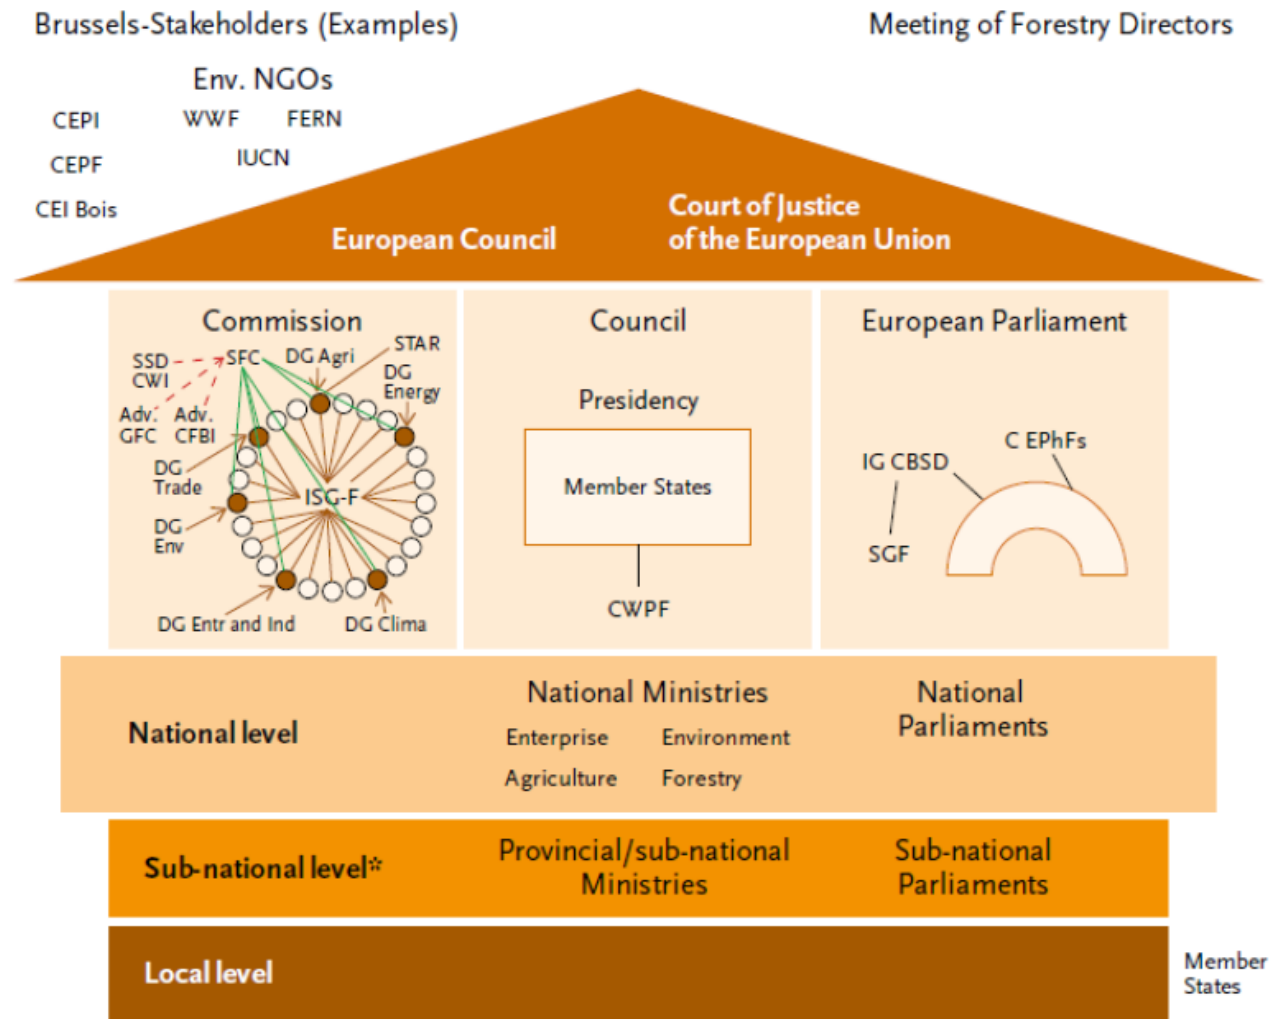 Brussels-Stakeholders (Examples)
Meeting of Forestry Directors
Env. NGOs
CEPI
WWF
FERN
CEPF
IUCN
CEI Bois
European Council
Court of Justice
of the European Union
Commission
SSD
CWI
SFC
DG Agri
STAR
DG
Energy
Adv.
GFC
Adv.
CFBI
DG
Trade
ISG-F
DG
Env
DG Entr and Ind
DG Clima
Council
Presidency
Member States
CWPF
European Parliament
C EPhFs
IG CBSD
SGF
National level
National Ministries
Enterprise
Environment
Agriculture
Forestry
National
Parliaments
Sub-national level*
Provincial/sub-national
Ministries
Sub-national
Parliaments
Local level
Member
States